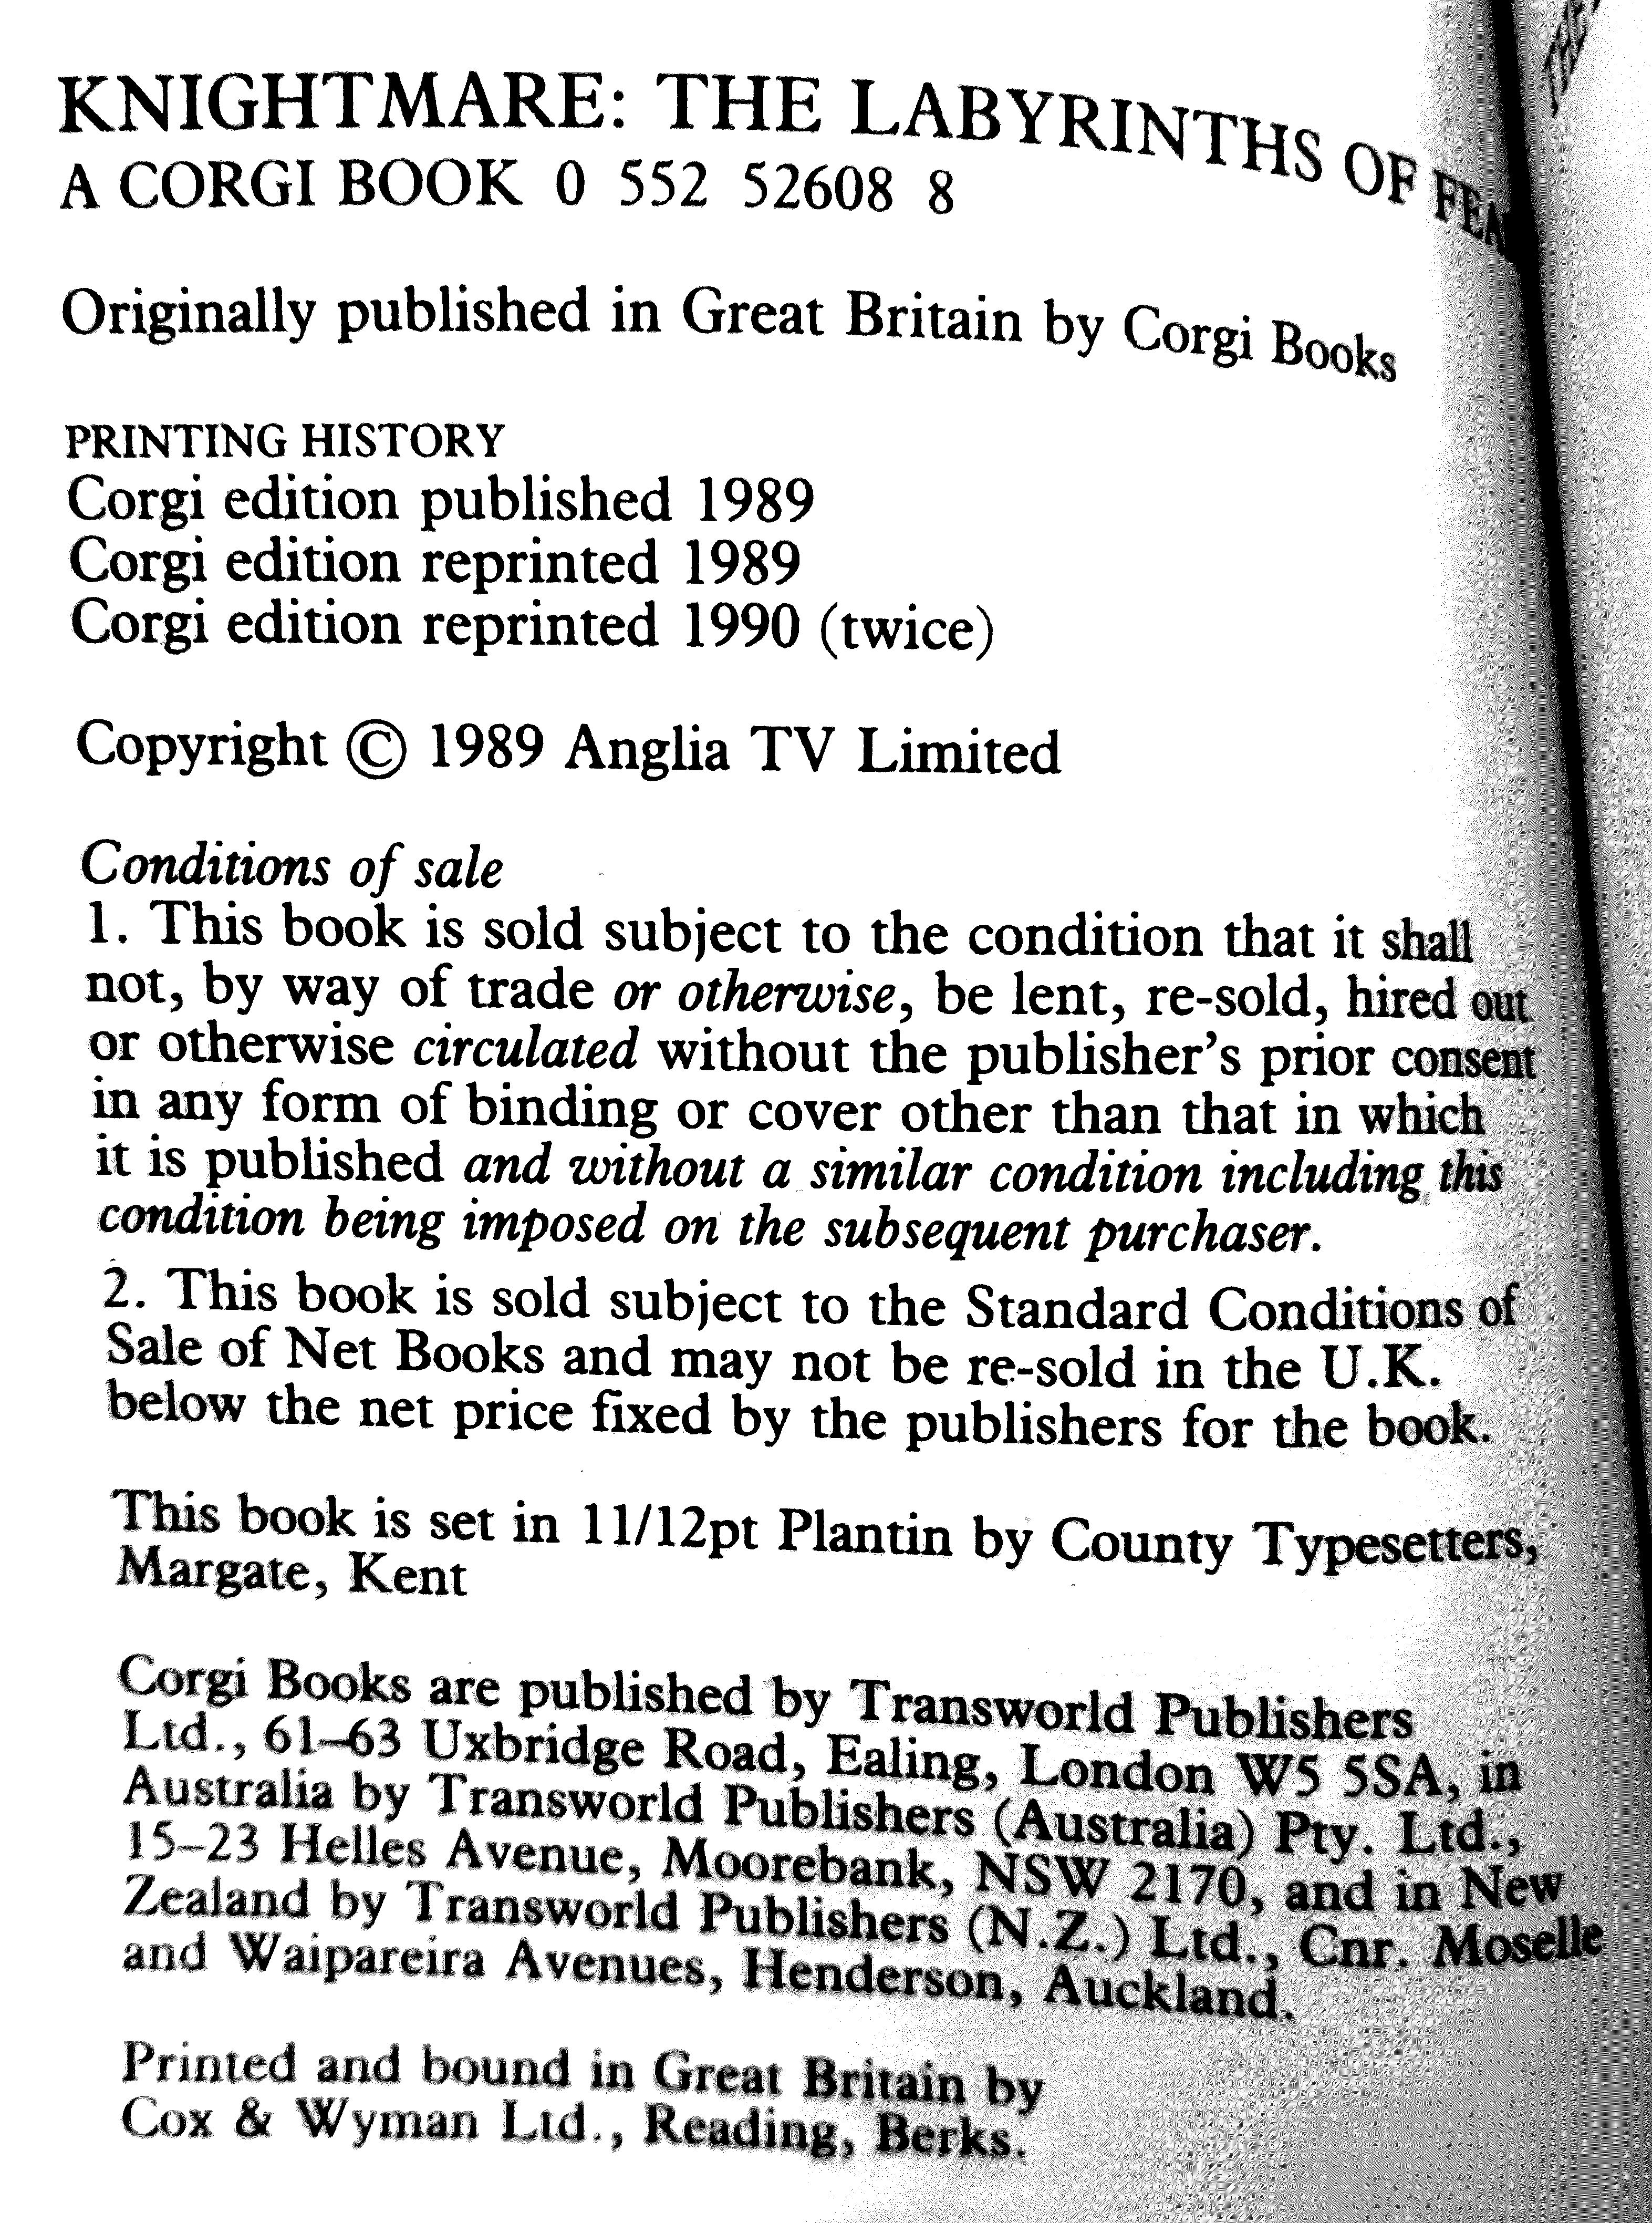 KNIGHTMARE: THE LABYRINTHS OF FEA
A CORGI BOOK 0 552 52608 8
Originally published in Great Britain by Corgi Books
PRINTING HISTORY
Corgi edition published 1989
Corgi edition reprinted 1989
Corgi edition reprinted 1990 (twice)
Copyright © 1989 Anglia TV Limited
Conditions of sale
1. This book is sold subject to the condition that it shall
not, by way of trade or otherwise, be lent, re-sold, hired out
or otherwise circulated without the publisher's prior consent
in any form of binding or cover other than that in which
it is published and without a similar condition including this
condition being imposed on the subsequent purchaser.
2. This book is sold subject to the Standard Conditions of
Sale of Net Books and may not be re-sold in the U.K.
below the net price fixed by the publishers for the book.
This book is set in 11/12pt Plantin by County Typesetters,
Margate, Kent
Corgi Books are published by Transworld Publishers
Ltd., 61–63 Uxbridge Road, Ealing, London W5 5SA, in
Australia by Transworld Publishers (Australia) Pty. Ltd.,
15–23 Helles Avenue, Moorebank, NSW 2170, and in New
Zealand by Transworld Publishers (N.Z.) Ltd., Cnr. Moselle
and Waipareira Avenues, Henderson, Auckland.
Printed and bound in Great Britain by
Cox & Wyman Ltd., Reading, Berks.
THE